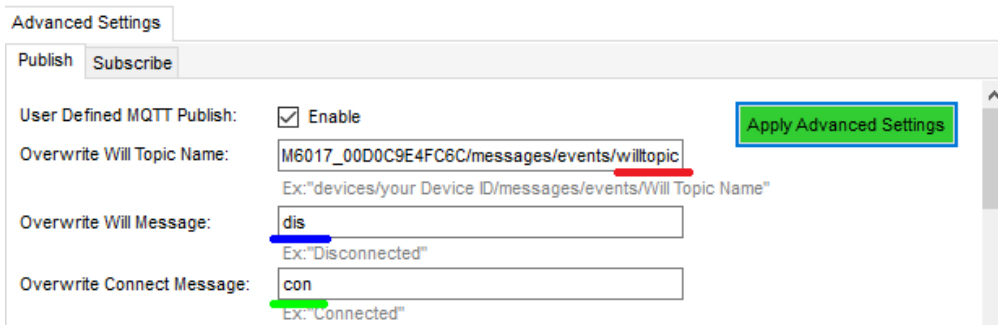 Advanced Settings
Publish Subscribe
User Defined MQTT Publish: Enable Apply Advanced Settings
Overwrite Will Topic Name: M6017_00D0C9E4FC6C/messages/events/willtopic
Ex:"devices/your Device ID/messages/events/Will Topic Name"
Overwrite Will Message: dis
Ex:"Disconnected"
Overwrite Connect Message: con
Ex:"Connected"